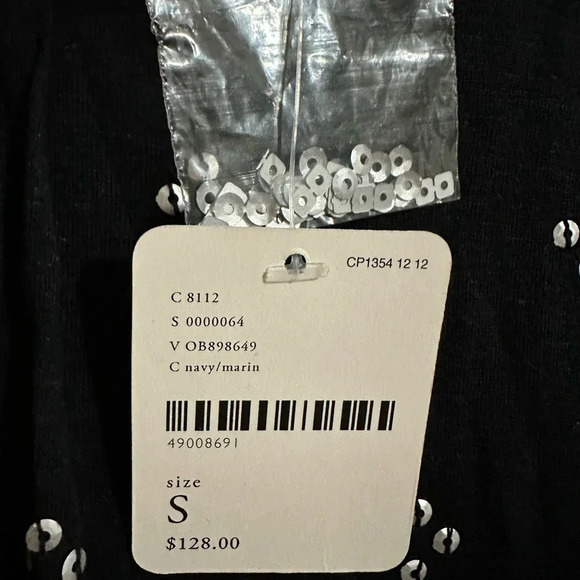 CP1354 12 12
C 8112
S 0000064
V OB898649
C navy/marin
49008691
size
S
$128.00